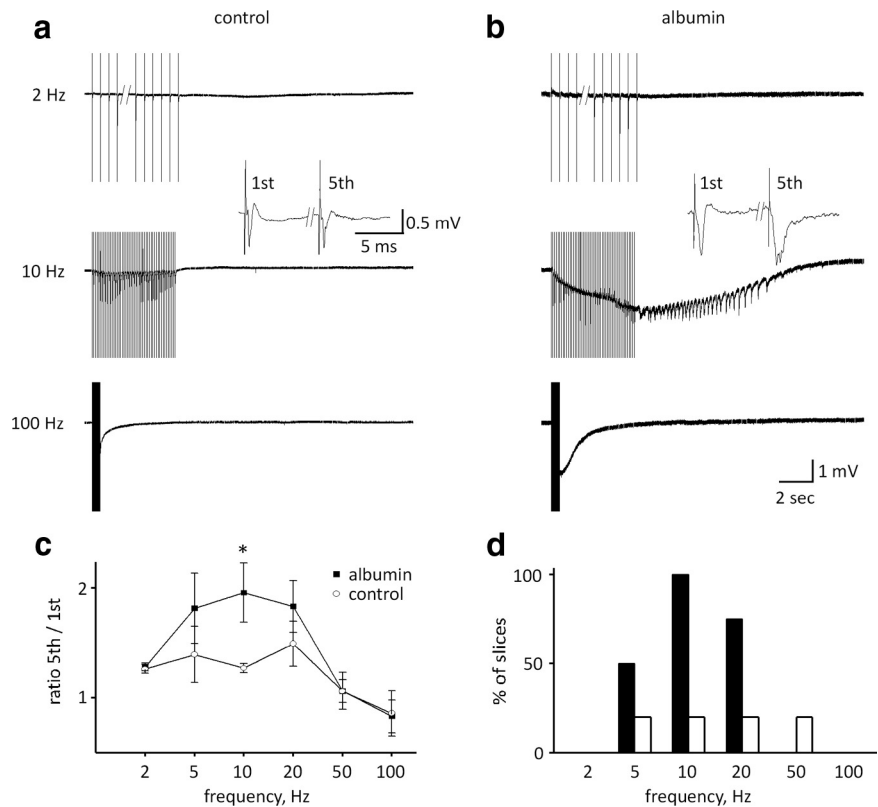 a
control
b
albumin
2 Hz
1st
5th
0.5 mV
5 ms
1st
5th
10 Hz
100 Hz
1 mV
2 sec
c
*
albumin
control
ratio 5th / 1st
2
1
2 5 10 20 50 100
frequency, Hz
d
% of slices
100
50
0
2 5 10 20 50 100
frequency, Hz